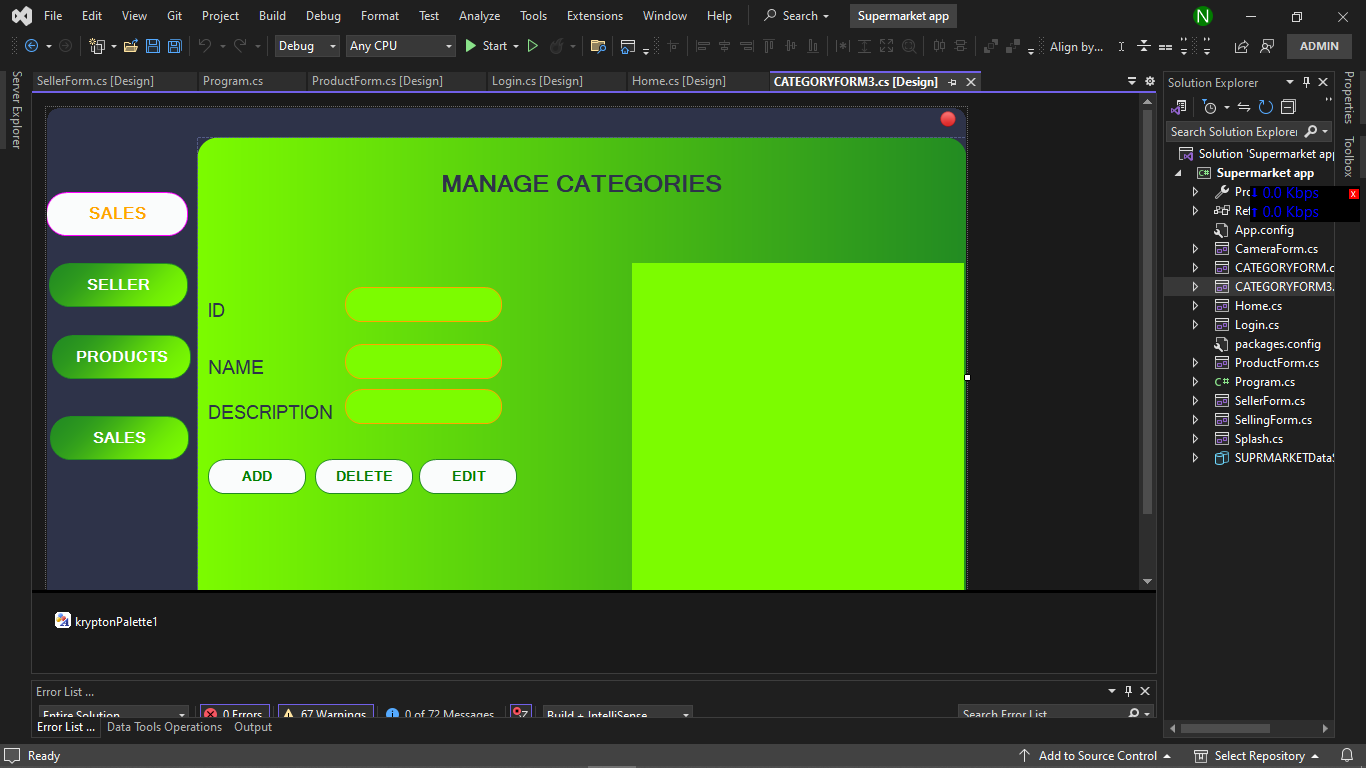 File Edit View Git Project Build Debug Format Test Analyze Tools Extensions Window Help Search Supermarket app N
Debug Any CPU Start Align by... ADMIN
SellerForm.cs [Design] Program.cs ProductForm.cs [Design] Login.cs [Design] Home.cs [Design] CATEGORYFORM3.cs [Design]
Server Explorer
MANAGE CATEGORIES
SALES
SELLER
PRODUCTS
SALES
ID
NAME
DESCRIPTION
ADD DELETE EDIT
kryptonPalette1
Solution Explorer
Search Solution Explorer
Solution 'Supermarket app
Supermarket app
Pro
Ref
↓ 0.0 Kbps
↑ 0.0 Kbps
x
App.config
CameraForm.cs
CATEGORYFORM.c
CATEGORYFORM3.
Home.cs
Login.cs
packages.config
ProductForm.cs
C# Program.cs
SellerForm.cs
SellingForm.cs
Splash.cs
SUPRMARKETDataS
Properties
Toolbox
Error List ...
Entire Solution 0 Errors 67 Warnings 0 of 72 Messages Build + IntelliSense Search Error List
Error List ... Data Tools Operations Output
Ready Add to Source Control Select Repository